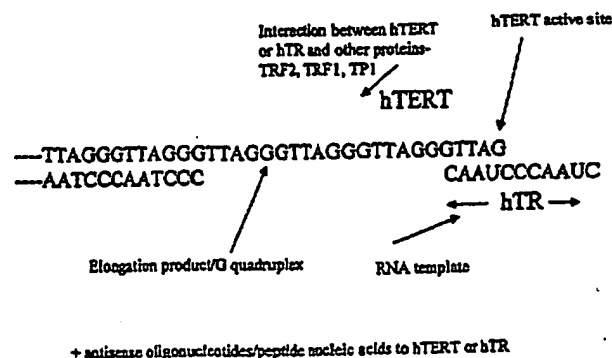 Interaction between hTERT
or hTR and other proteins-
TRF2, TRF1, TP1
hTERT active site
hTERT
----TTAGGGTTAGGGTTAGGGTTAGGGTTAGGGTTAG
----AATCCCAATCCC
CAAUCCCAAUC
hTR
Elongation product/G quadruplex
RNA template
+ antisense oligonucleotides/peptide nucleic acids to hTERT or hTR